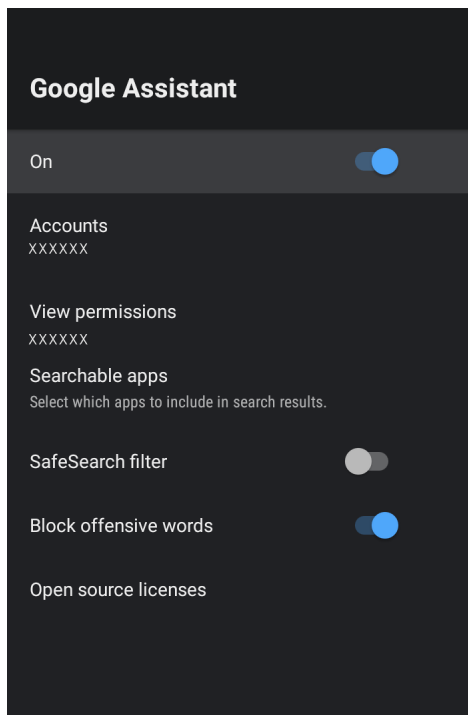 Google Assistant
On
Accounts
XXXXXX
View permissions
XXXXXX
Searchable apps
Select which apps to include in search results.
SafeSearch filter
Block offensive words
Open source licenses